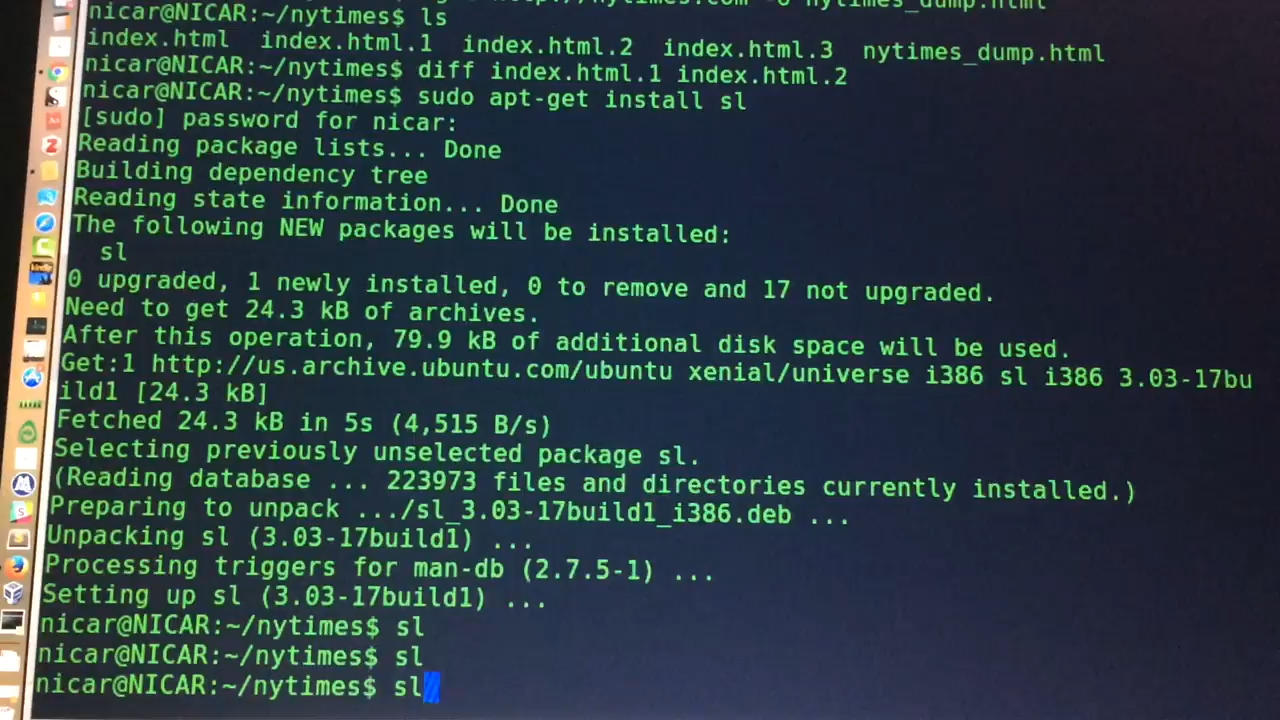 nytimes_dump.html
nicar@NICAR:~/nytimes$ ls
index.html index.html.1 index.html.2 index.html.3 nytimes_dump.html
nicar@NICAR:~/nytimes$ diff index.html.1 index.html.2
nicar@NICAR:~/nytimes$ sudo apt-get install sl
[sudo] password for nicar:
Reading package lists... Done
Building dependency tree
Reading state information... Done
The following NEW packages will be installed:
sl
0 upgraded, 1 newly installed, 0 to remove and 17 not upgraded.
Need to get 24.3 kB of archives.
After this operation, 79.9 kB of additional disk space will be used.
Get:1 http://us.archive.ubuntu.com/ubuntu xenial/universe i386 sl i386 3.03-17bu
ild1 [24.3 kB]
Fetched 24.3 kB in 5s (4,515 B/s)
Selecting previously unselected package sl.
(Reading database ... 223973 files and directories currently installed.)
Preparing to unpack .../sl_3.03-17build1_i386.deb ...
Unpacking sl (3.03-17build1) ...
Processing triggers for man-db (2.7.5-1) ...
Setting up sl (3.03-17build1) ...
nicar@NICAR:~/nytimes$ sl
nicar@NICAR:~/nytimes$ sl
nicar@NICAR:~/nytimes$ sl